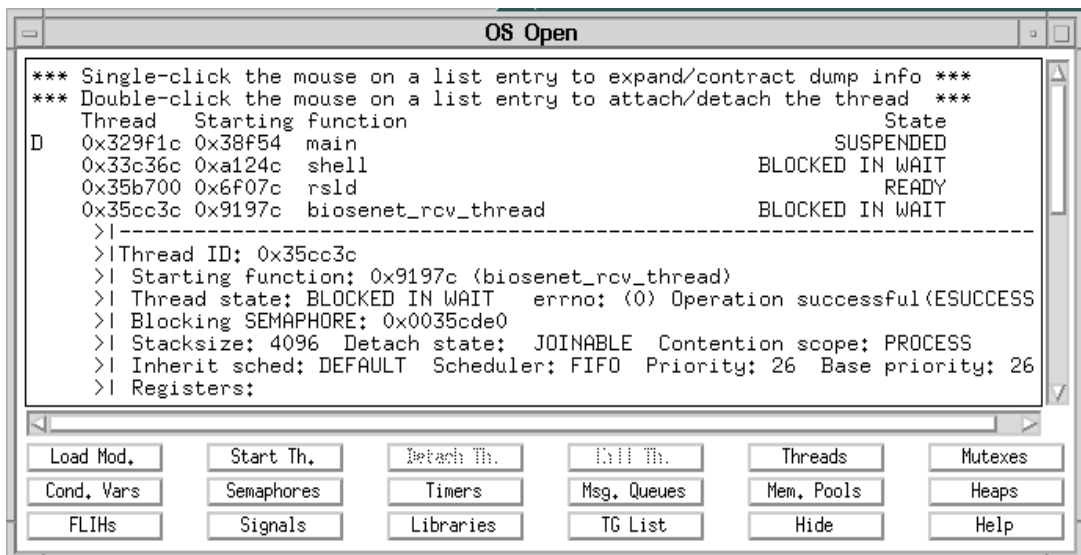 OS Open
*** Single-click the mouse on a list entry to expand/contract dump info ***
*** Double-click the mouse on a list entry to attach/detach the thread  ***
Thread Starting function State
D 0x329f1c 0x38f54 main SUSPENDED
0x33c36c 0xa124c shell BLOCKED IN WAIT
0x35b700 0x6f07c rsld READY
0x35cc3c 0x9197c biosenet_rcv_thread BLOCKED IN WAIT
>|-----------------------------------------------------------------------
>|Thread ID: 0x35cc3c
>| Starting function: 0x9197c (biosenet_rcv_thread)
>| Thread state: BLOCKED IN WAIT errno: (0) Operation successful(ESUCCESS
>| Blocking SEMAPHORE: 0x0035cde0
>| Stacksize: 4096 Detach state: JOINABLE Contention scope: PROCESS
>| Inherit sched: DEFAULT Scheduler: FIFO Priority: 26 Base priority: 26
>| Registers:
Load Mod. Start Th. Detach Th. Kill Th. Threads Mutexes
Cond. Vars Semaphores Timers Msg. Queues Mem. Pools Heaps
FLIHs Signals Libraries TG List Hide Help